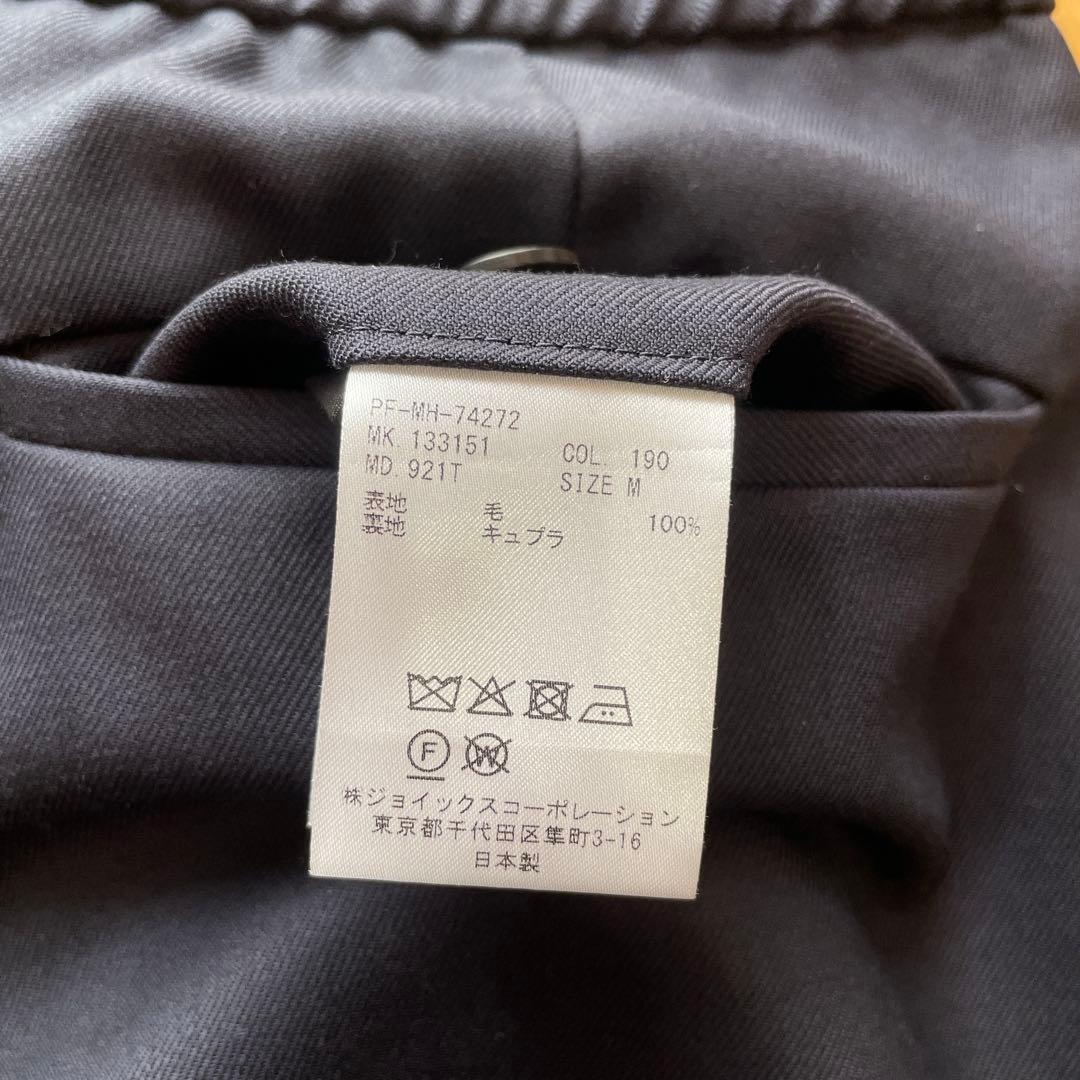 PF-MH-74272
MK. 133151 COL. 190
MD. 921T SIZE M
表地 毛 100%
裏地 キュプラ
F
W
株ジョイックスコーポレーション
東京都千代田区隼町3-16
日本製